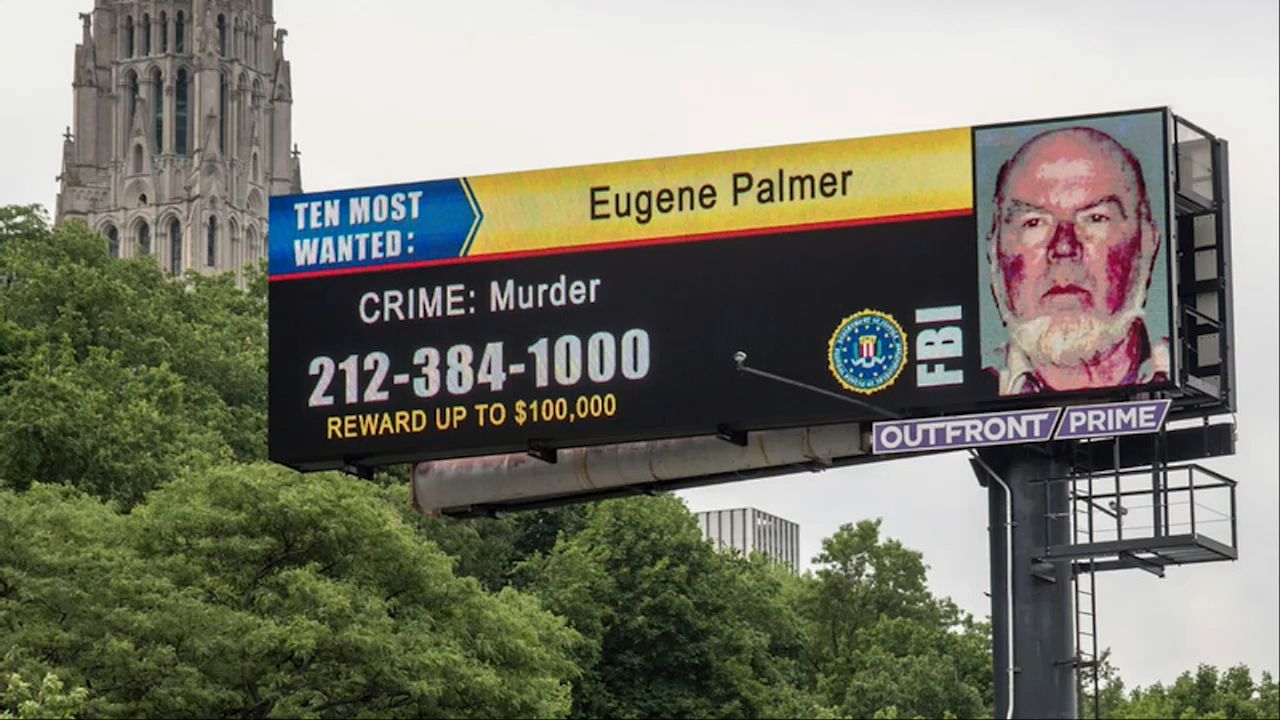 TEN MOST
WANTED:
Eugene Palmer
CRIME: Murder
212-384-1000
REWARD UP TO $100,000
FBI
OUTFRONT PRIME